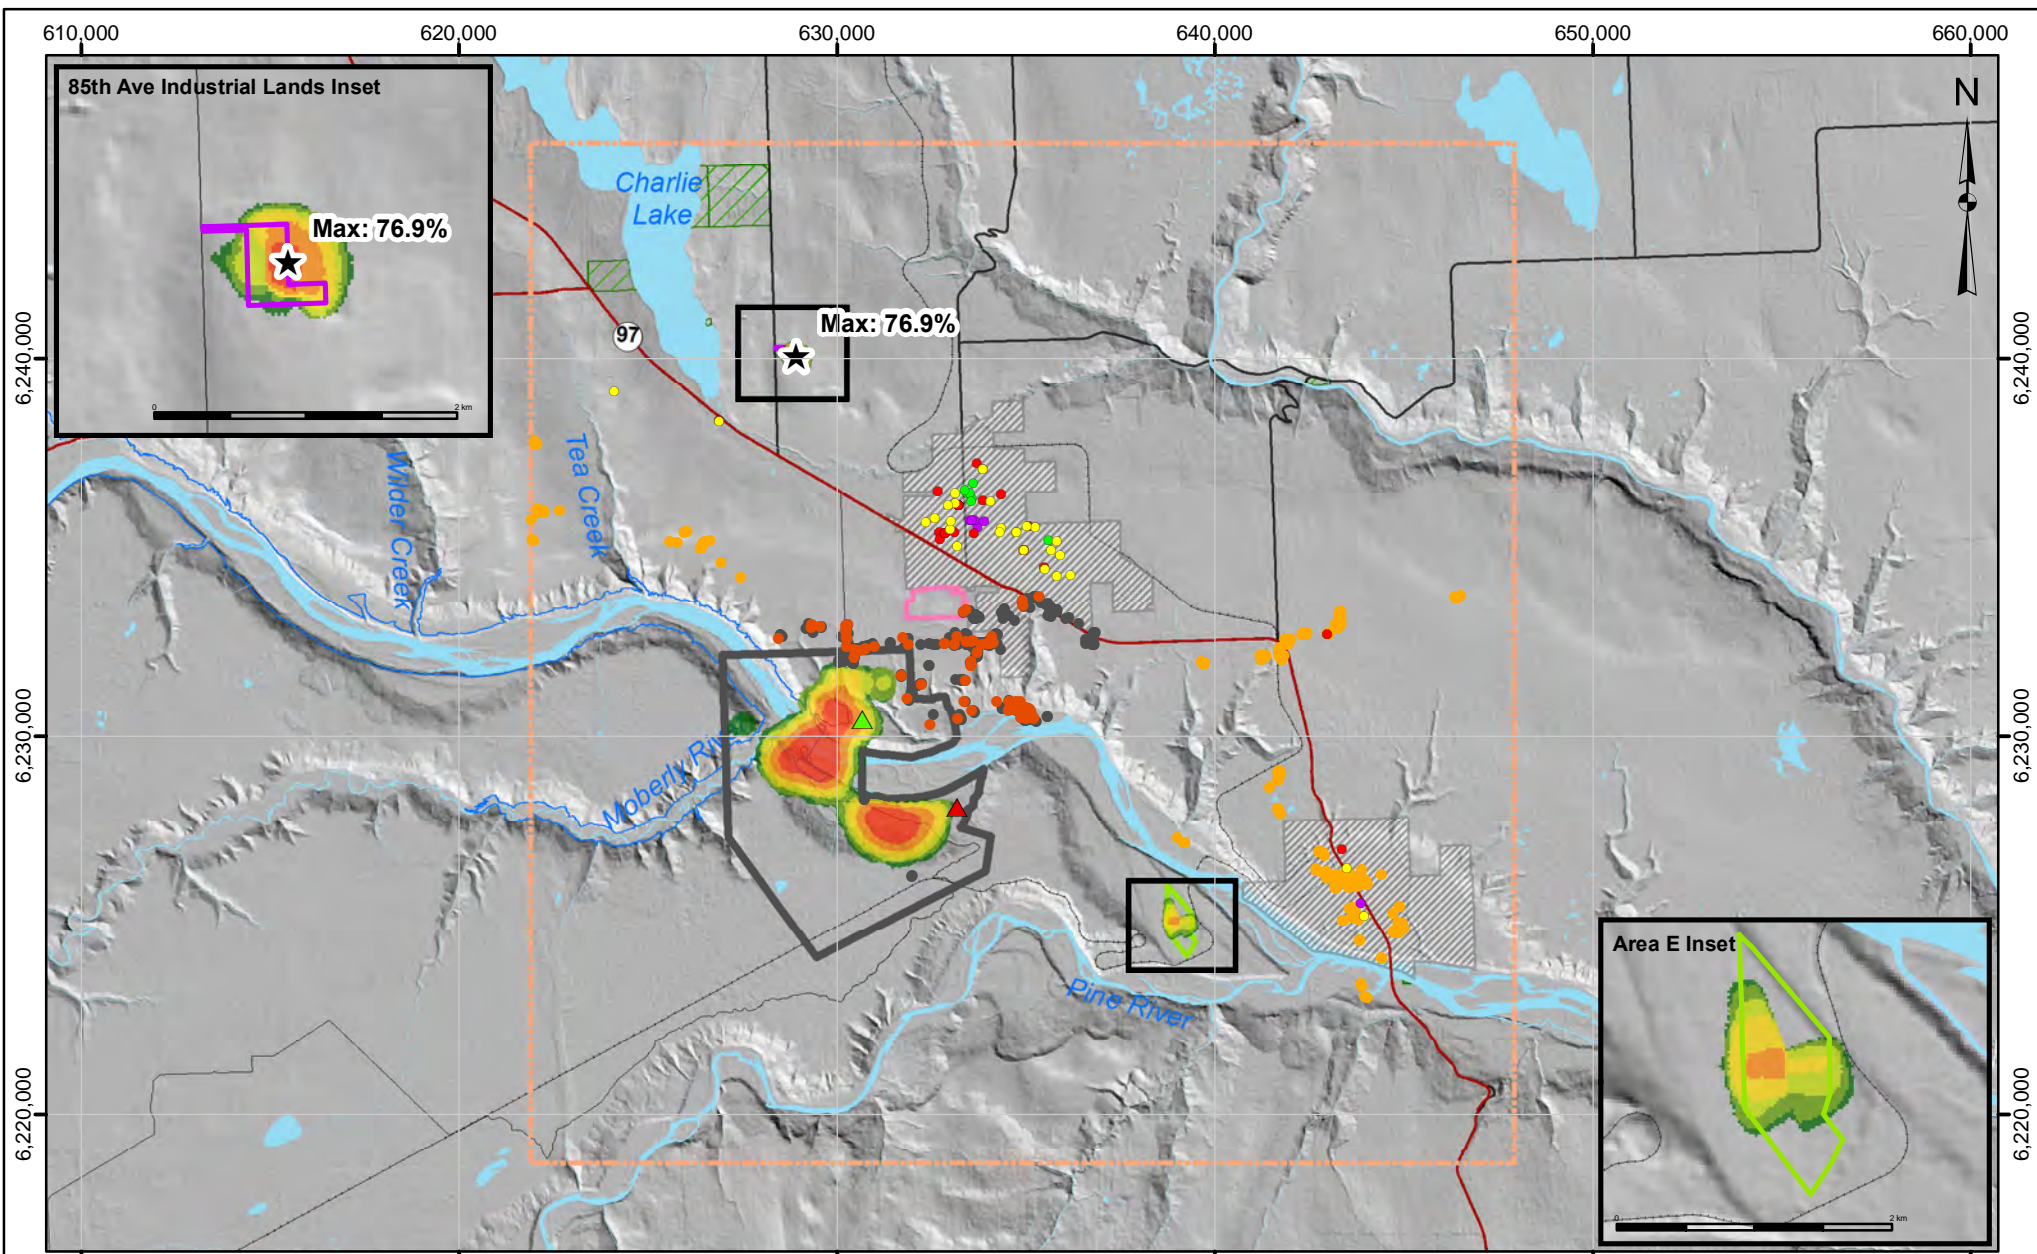 610,000
620,000
630,000
640,000
650,000
660,000
85th Ave Industrial Lands Inset
N
Max: 76.9%
0
2 km
Charlie
Lake
97
Max: 76.9%
6,240,000
6,240,000
Wilder Creek
Tea Creek
6,230,000
6,230,000
Moberly River
Pine River
Area E Inset
0
2 km
6,220,000
6,220,000